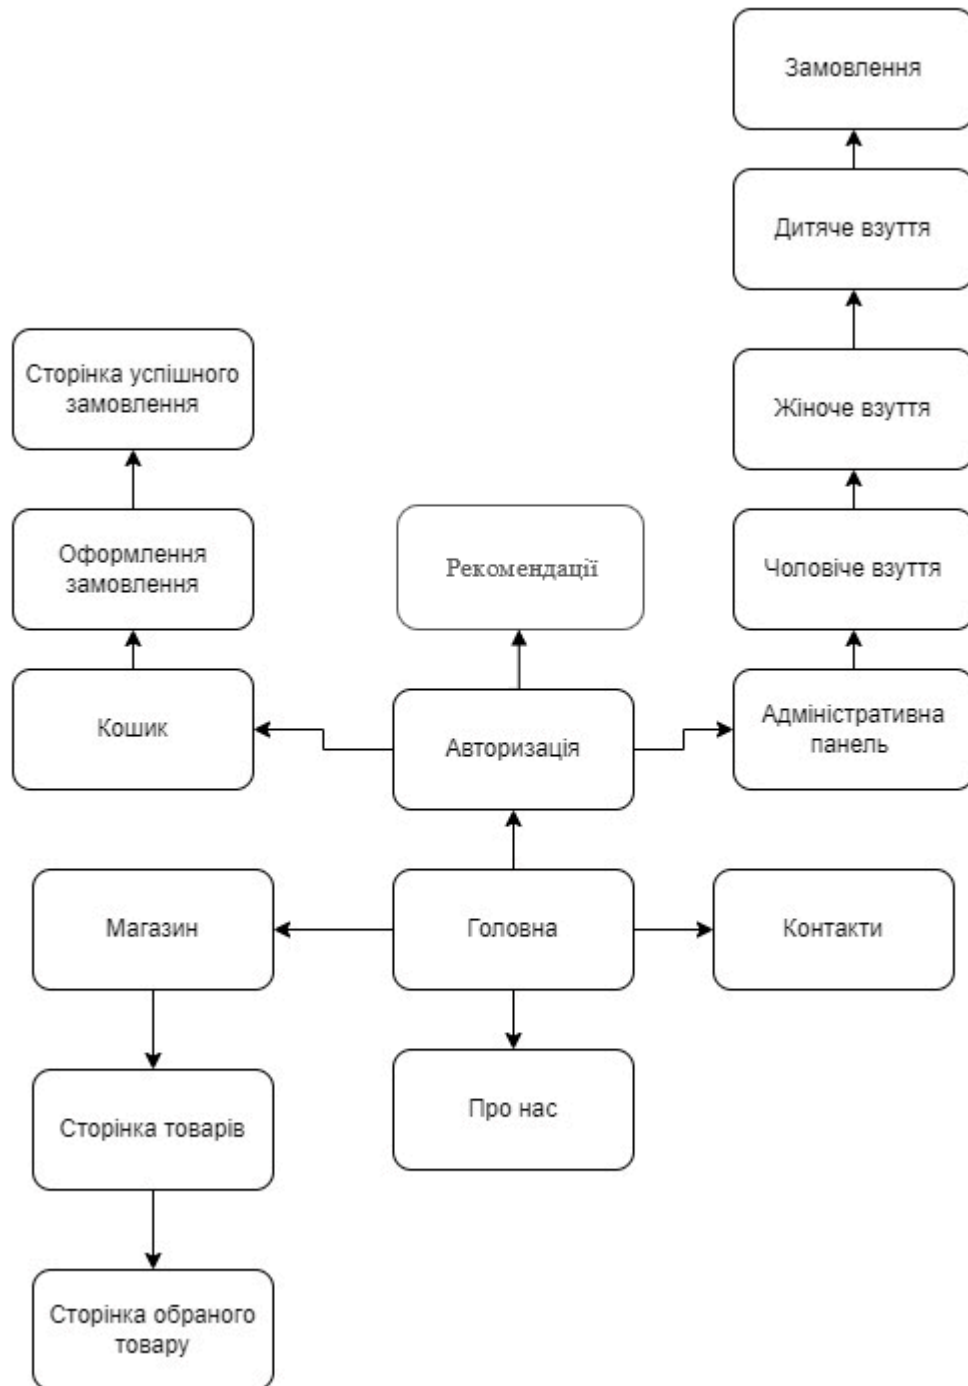 Замовлення
Дитяче взуття
Сторінка успішного
замовлення
Жіноче взуття
Оформлення
замовлення
Рекомендації
Чоловіче взуття
Кошик
Авторизація
Адміністративна
панель
Магазин
Головна
Контакти
Сторінка товарів
Про нас
Сторінка обраного
товару